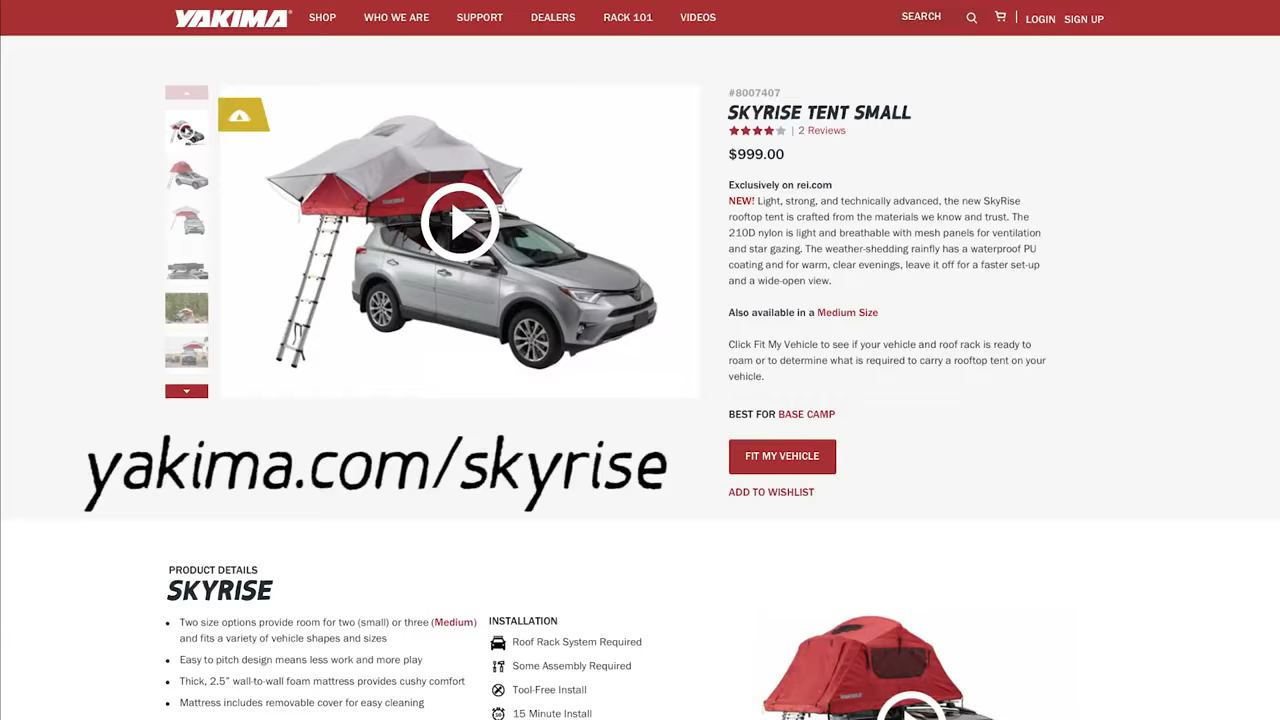 YAKIMA
SHOP WHO WE ARE SUPPORT DEALERS RACK 101 VIDEOS
SEARCH LOGIN SIGN UP
#8007407
SKYRISE TENT SMALL
| 2 Reviews
$999.00
Exclusively on rei.com
NEW! Light, strong, and technically advanced, the new SkyRise
rooftop tent is crafted from the materials we know and trust. The
210D nylon is light and breathable with mesh panels for ventilation
and star gazing. The weather-shedding rainfly has a waterproof PU
coating and for warm, clear evenings, leave it off for a faster set-up
and a wide-open view.
Also available in a Medium Size
Click Fit My Vehicle to see if your vehicle and roof rack is ready to
roam or to determine what is required to carry a rooftop tent on your
vehicle.
BEST FOR BASE CAMP
FIT MY VEHICLE
ADD TO WISHLIST
yakima.com/skyrise
PRODUCT DETAILS
SKYRISE
• Two size options provide room for two (small) or three (Medium)
and fits a variety of vehicle shapes and sizes
• Easy to pitch design means less work and more play
• Thick, 2.5” wall-to-wall foam mattress provides cushy comfort
• Mattress includes removable cover for easy cleaning
INSTALLATION
Roof Rack System Required
Some Assembly Required
Tool-Free Install
15 Minute Install